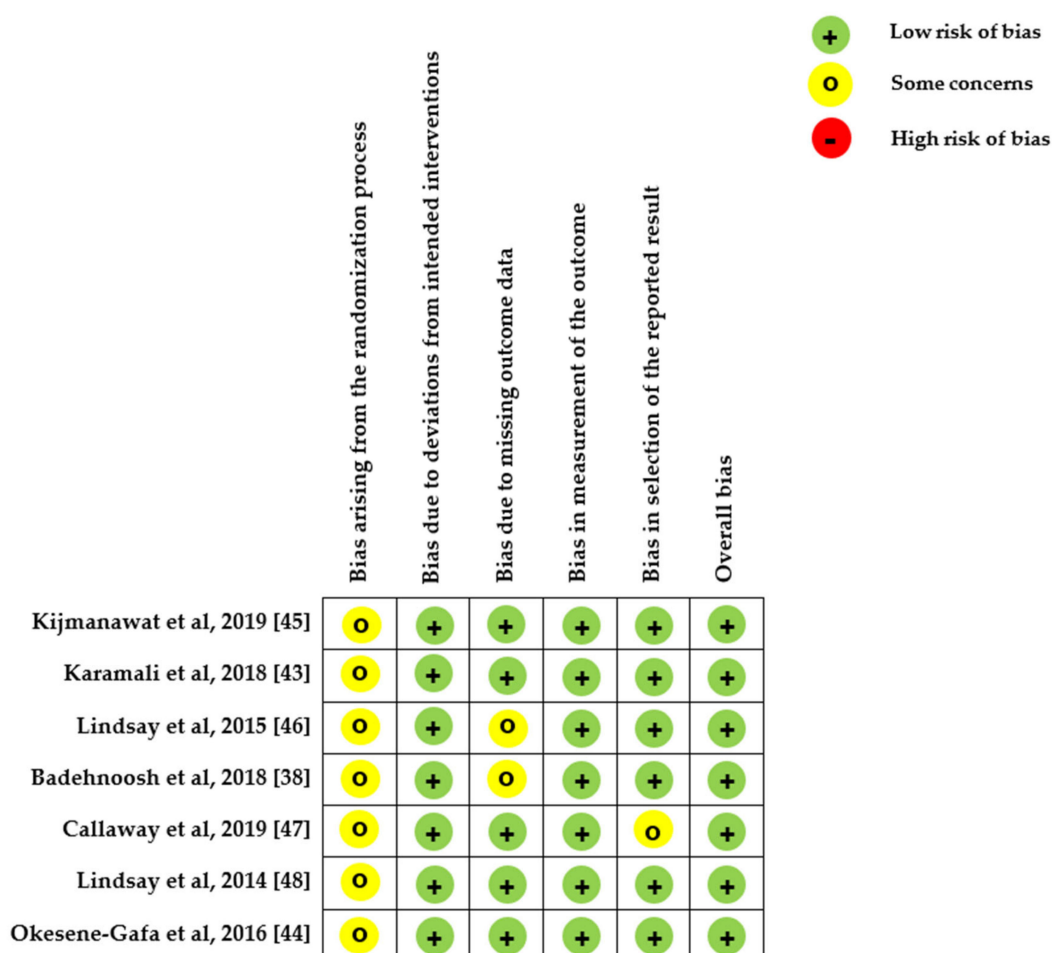 + Low risk of bias
o Some concerns
- High risk of bias
Bias arising from the randomization process
Bias due to deviations from intended interventions
Bias due to missing outcome data
Bias in measurement of the outcome
Bias in selection of the reported result
Overall bias
Kijmanawat et al, 2019 [45] o + + + + +
Karamali et al, 2018 [43] o + + + + +
Lindsay et al, 2015 [46] o + o + + +
Badehnoosh et al, 2018 [38] o + o + + +
Callaway et al, 2019 [47] o + + + o +
Lindsay et al, 2014 [48] o + + + + +
Okesene-Gafa et al, 2016 [44] o + + + + +